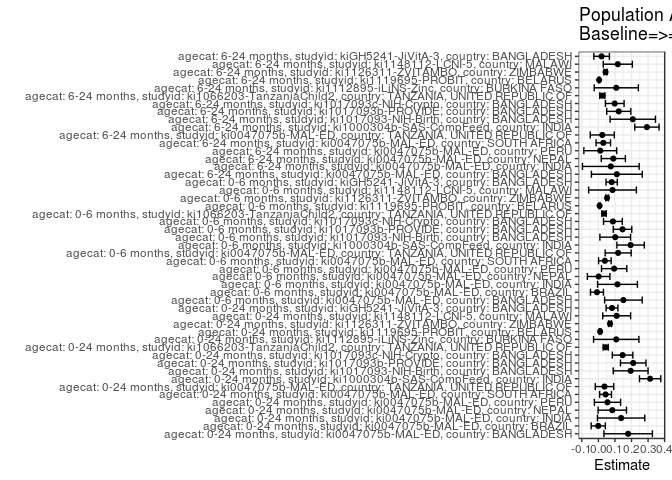 Population A
Baseline=>=
agecat: 6-24 months, studyid: kiGH5241-JiVitA-3, country: BANGLADESH
agecat: 6-24 months, studyid: ki1148112-LCNI-5, country: MALAWI
agecat: 6-24 months, studyid: ki1126311-ZVITAMBO, country: ZIMBABWE
agecat: 6-24 months, studyid: ki1119695-PROBIT, country: BELARUS
agecat: 6-24 months, studyid: ki1112895-iLiNS-Zinc, country: BURKINA FASO
agecat: 6-24 months, studyid: ki1066203-TanzaniaChild2, country: TANZANIA, UNITED REPUBLIC OF
agecat: 6-24 months, studyid: ki1017093c-NIH-Crypto, country: BANGLADESH
agecat: 6-24 months, studyid: ki1017093b-PROVIDE, country: BANGLADESH
agecat: 6-24 months, studyid: ki1017093-NIH-Birth, country: BANGLADESH
agecat: 6-24 months, studyid: ki1000304b-SAS-CompFeed, country: INDIA
agecat: 6-24 months, studyid: ki0047075b-MAL-ED, country: TANZANIA, UNITED REPUBLIC OF
agecat: 6-24 months, studyid: ki0047075b-MAL-ED, country: SOUTH AFRICA
agecat: 6-24 months, studyid: ki0047075b-MAL-ED, country: PERU
agecat: 6-24 months, studyid: ki0047075b-MAL-ED, country: NEPAL
agecat: 6-24 months, studyid: ki0047075b-MAL-ED, country: INDIA
agecat: 6-24 months, studyid: ki0047075b-MAL-ED, country: BANGLADESH
agecat: 0-6 months, studyid: kiGH5241-JiVitA-3, country: BANGLADESH
agecat: 0-6 months, studyid: ki1148112-LCNI-5, country: MALAWI
agecat: 0-6 months, studyid: ki1126311-ZVITAMBO, country: ZIMBABWE
agecat: 0-6 months, studyid: ki1119695-PROBIT, country: BELARUS
agecat: 0-6 months, studyid: ki1066203-TanzaniaChild2, country: TANZANIA, UNITED REPUBLIC OF
agecat: 0-6 months, studyid: ki1017093c-NIH-Crypto, country: BANGLADESH
agecat: 0-6 months, studyid: ki1017093b-PROVIDE, country: BANGLADESH
agecat: 0-6 months, studyid: ki1017093-NIH-Birth, country: BANGLADESH
agecat: 0-6 months, studyid: ki1000304b-SAS-CompFeed, country: INDIA
agecat: 0-6 months, studyid: ki0047075b-MAL-ED, country: TANZANIA, UNITED REPUBLIC OF
agecat: 0-6 months, studyid: ki0047075b-MAL-ED, country: SOUTH AFRICA
agecat: 0-6 months, studyid: ki0047075b-MAL-ED, country: PERU
agecat: 0-6 months, studyid: ki0047075b-MAL-ED, country: NEPAL
agecat: 0-6 months, studyid: ki0047075b-MAL-ED, country: INDIA
agecat: 0-6 months, studyid: ki0047075b-MAL-ED, country: BRAZIL
agecat: 0-6 months, studyid: ki0047075b-MAL-ED, country: BANGLADESH
agecat: 0-24 months, studyid: kiGH5241-JiVitA-3, country: BANGLADESH
agecat: 0-24 months, studyid: ki1148112-LCNI-5, country: MALAWI
agecat: 0-24 months, studyid: ki1126311-ZVITAMBO, country: ZIMBABWE
agecat: 0-24 months, studyid: ki1119695-PROBIT, country: BELARUS
agecat: 0-24 months, studyid: ki1112895-iLiNS-Zinc, country: BURKINA FASO
agecat: 0-24 months, studyid: ki1066203-TanzaniaChild2, country: TANZANIA, UNITED REPUBLIC OF
agecat: 0-24 months, studyid: ki1017093c-NIH-Crypto, country: BANGLADESH
agecat: 0-24 months, studyid: ki1017093b-PROVIDE, country: BANGLADESH
agecat: 0-24 months, studyid: ki1017093-NIH-Birth, country: BANGLADESH
agecat: 0-24 months, studyid: ki1000304b-SAS-CompFeed, country: INDIA
agecat: 0-24 months, studyid: ki0047075b-MAL-ED, country: TANZANIA, UNITED REPUBLIC OF
agecat: 0-24 months, studyid: ki0047075b-MAL-ED, country: SOUTH AFRICA
agecat: 0-24 months, studyid: ki0047075b-MAL-ED, country: PERU
agecat: 0-24 months, studyid: ki0047075b-MAL-ED, country: NEPAL
agecat: 0-24 months, studyid: ki0047075b-MAL-ED, country: INDIA
agecat: 0-24 months, studyid: ki0047075b-MAL-ED, country: BRAZIL
agecat: 0-24 months, studyid: ki0047075b-MAL-ED, country: BANGLADESH
-0.10.00.10.20.30.4
Estimate